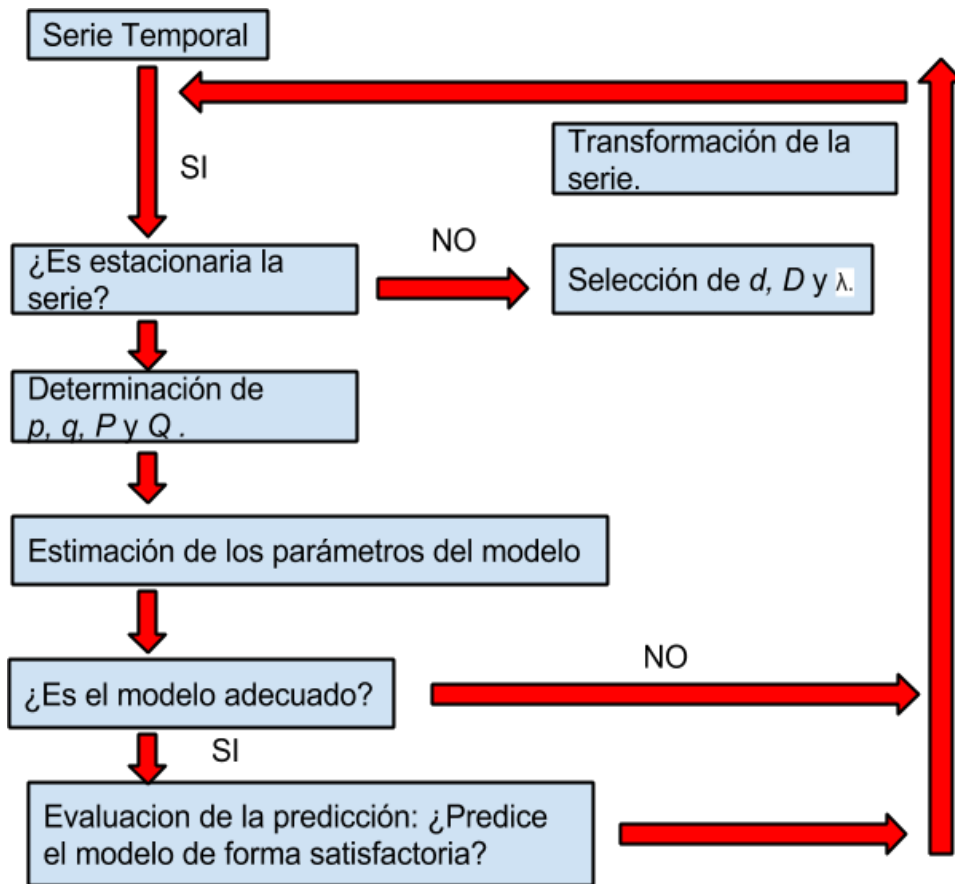 Serie Temporal
Transformación de la
serie.
SI
NO
¿Es estacionaria la
serie?
Selección de d, D y λ.
Determinación de
p, q, P y Q .
Estimación de los parámetros del modelo
NO
¿Es el modelo adecuado?
SI
Evaluacion de la predicción: ¿Predice
el modelo de forma satisfactoria?